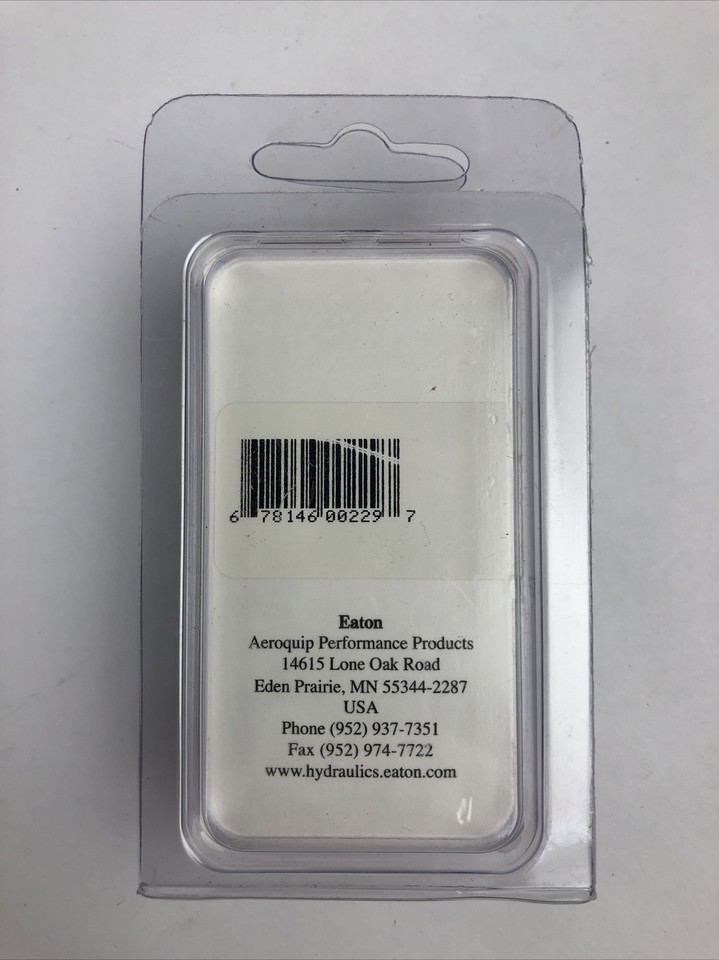 6 78146 00229 7
Eaton
Aeroquip Performance Products
14615 Lone Oak Road
Eden Prairie, MN 55344-2287
USA
Phone (952) 937-7351
Fax (952) 974-7722
www.hydraulics.eaton.com